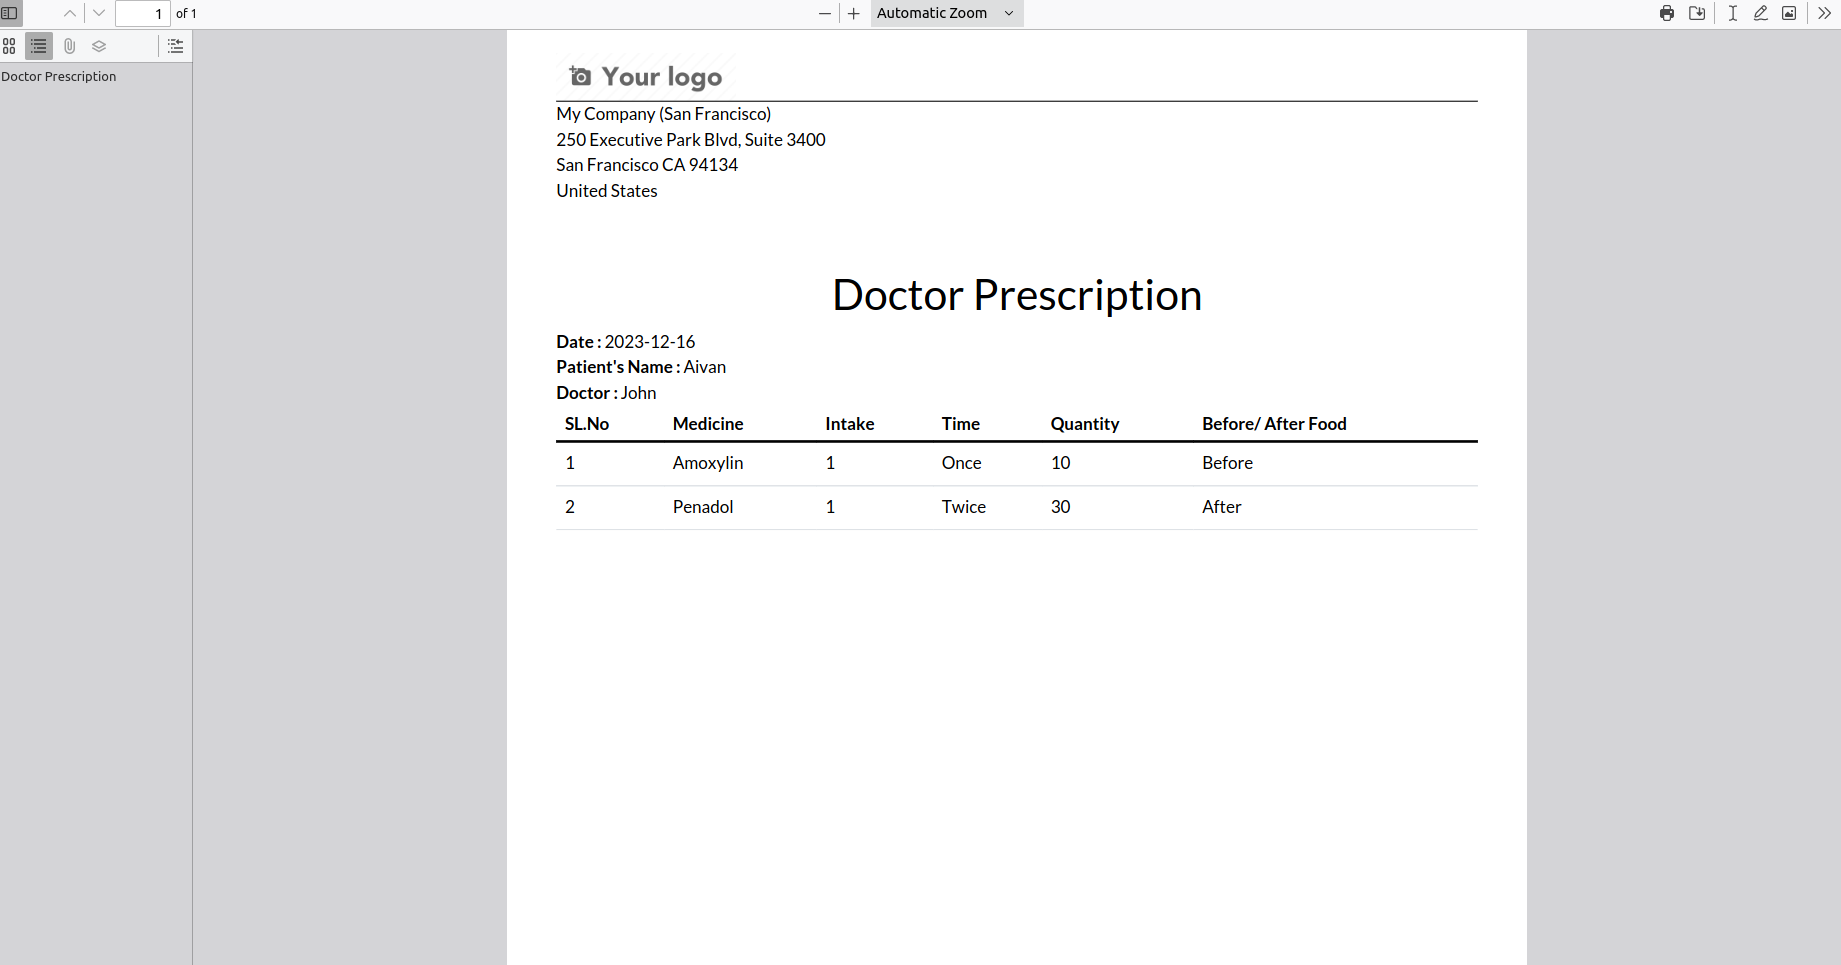 1 of 1
Automatic Zoom
Doctor Prescription
Your logo
My Company (San Francisco)
250 Executive Park Blvd, Suite 3400
San Francisco CA 94134
United States
Doctor Prescription
Date : 2023-12-16
Patient's Name : Aivan
Doctor : John
SL.No Medicine Intake Time Quantity Before/ After Food
1 Amoxylin 1 Once 10 Before
2 Penadol 1 Twice 30 After